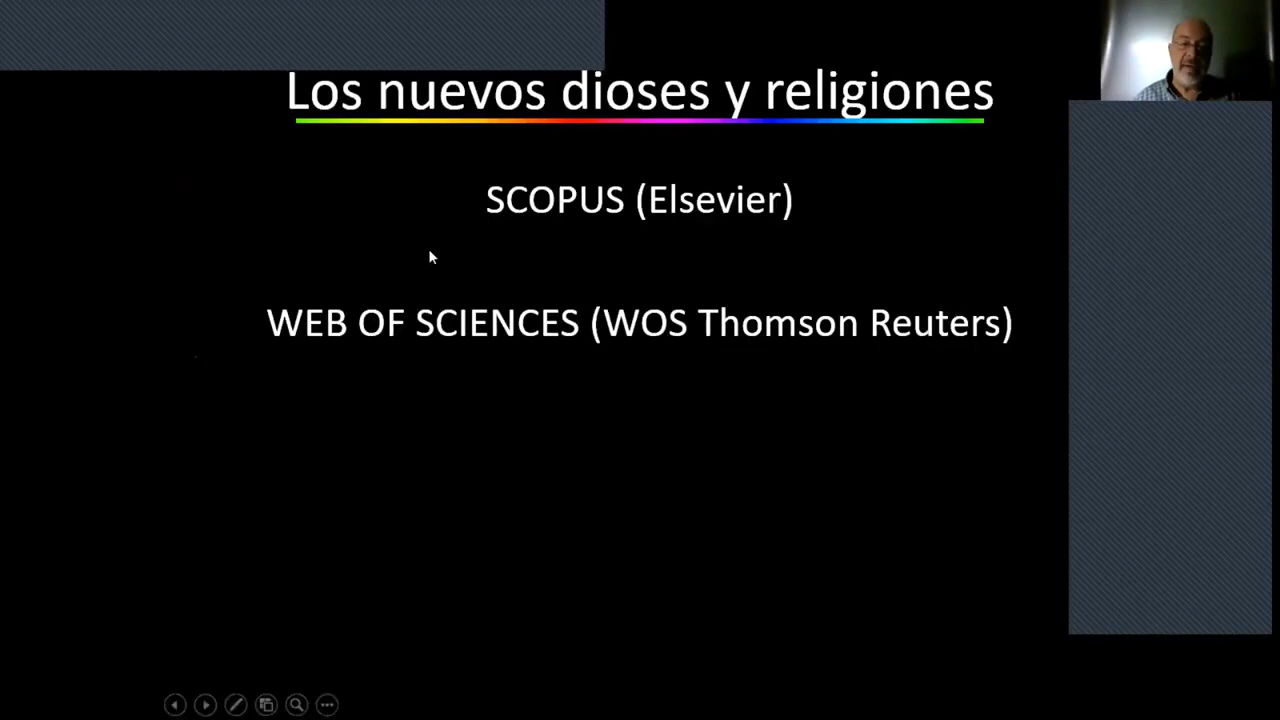 Los nuevos dioses y religiones
SCOPUS (Elsevier)
WEB OF SCIENCES (WOS Thomson Reuters)